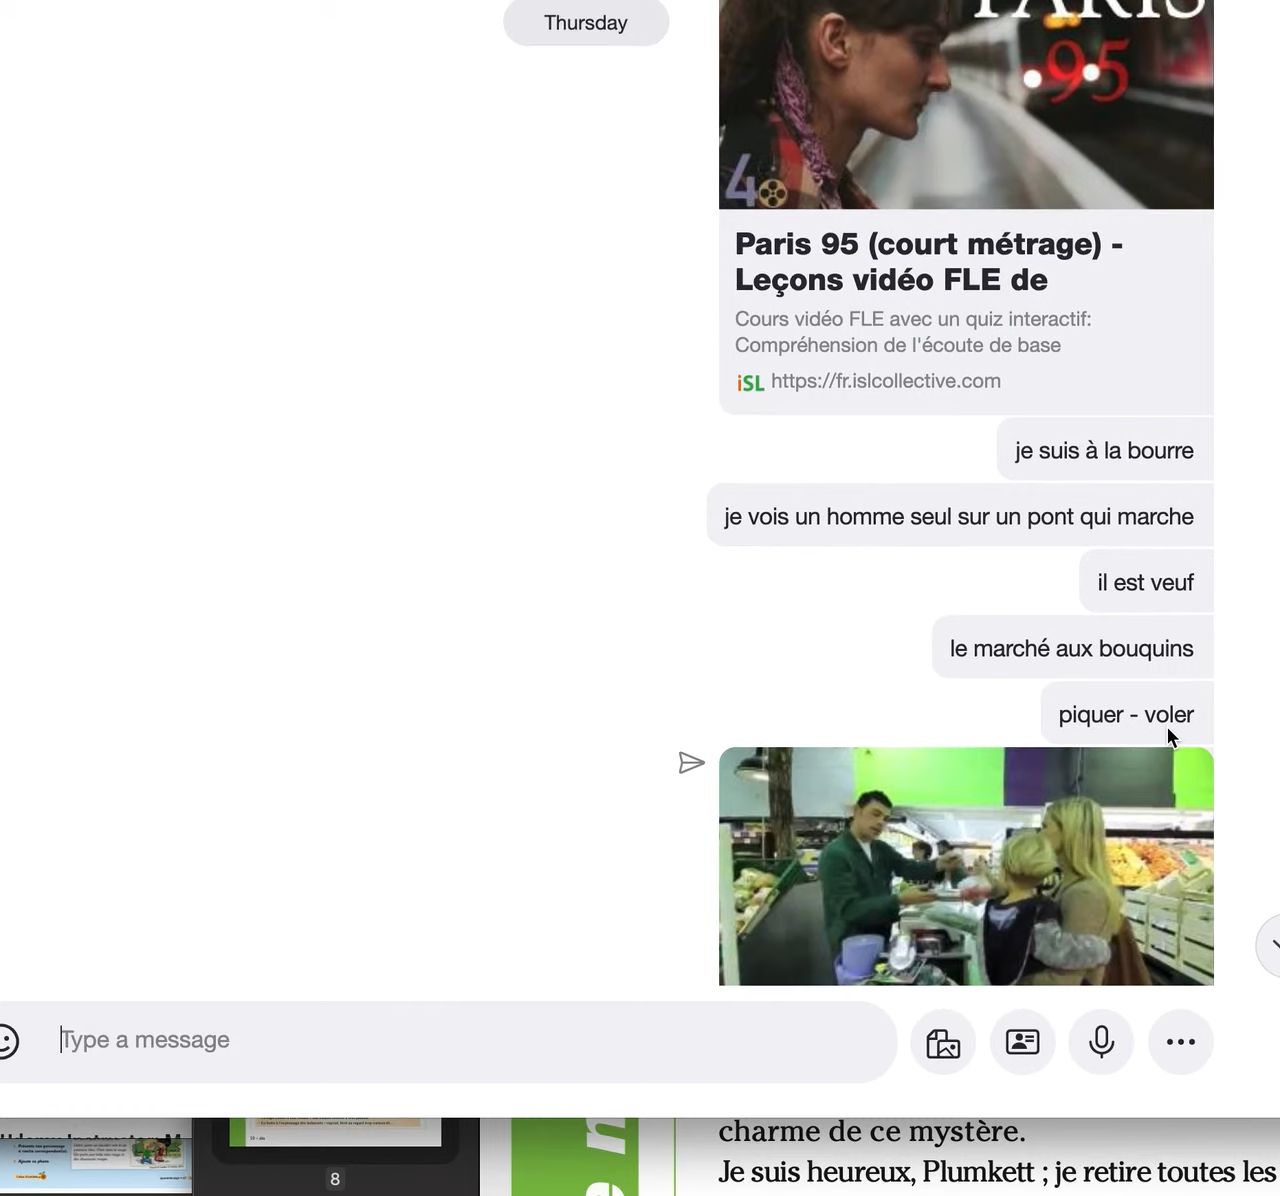 Thursday
PARIS
95
4
Paris 95 (court métrage) -
Leçons vidéo FLE de
Cours vidéo FLE avec un quiz interactif:
Compréhension de l'écoute de base
iSL https://fr.islcollective.com
je suis à la bourre
je vois un homme seul sur un pont qui marche
il est veuf
le marché aux bouquins
piquer - voler
Type a message
charme de ce mystère.
Je suis heureux, Plumkett ; je retire toutes les
8